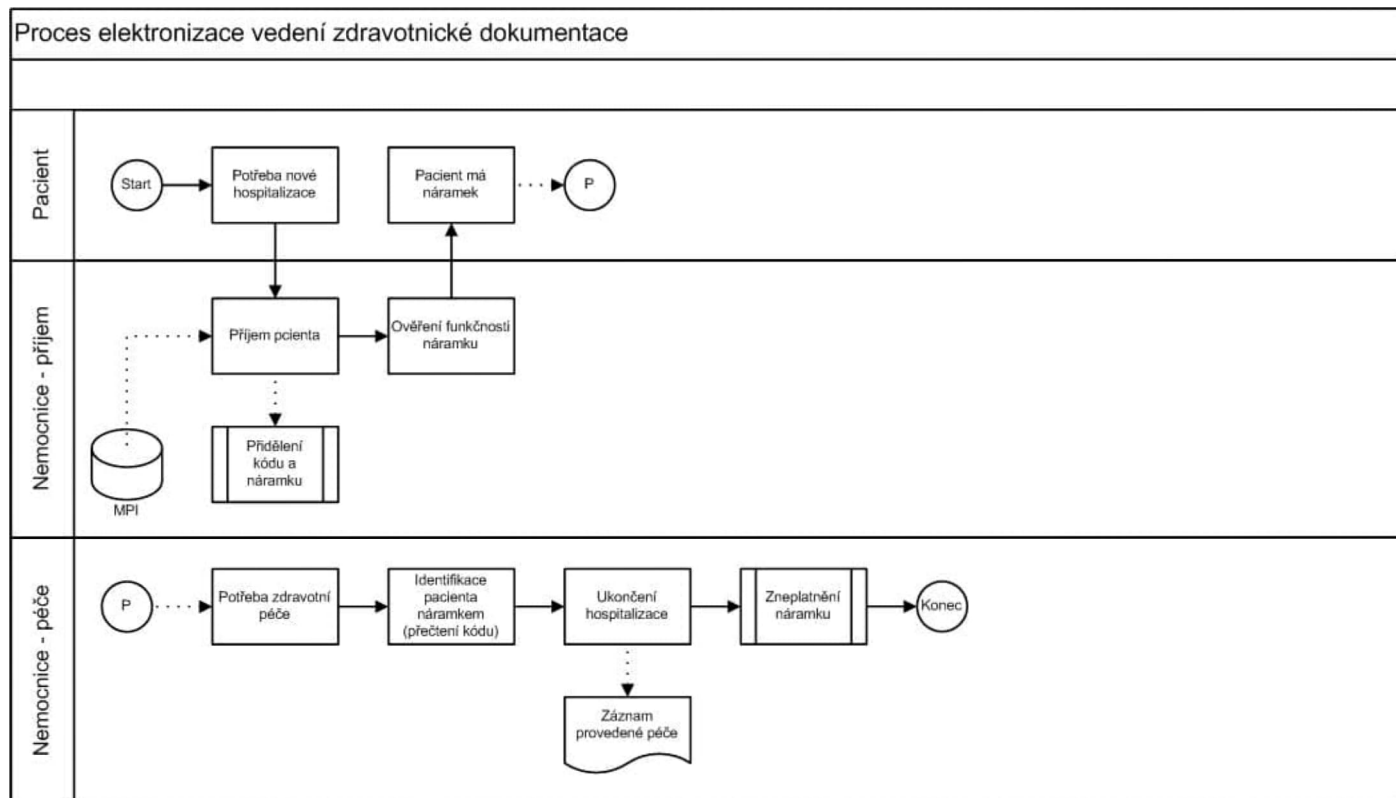 Proces elektronizace vedení zdravotnické dokumentace
Pacient
Start
Potřeba nové
hospitalizace
Pacient má
náramek
P
Nemocnice - příjem
Příjem pcienta
Ověření funkčnosti
náramku
Přidělení
kódu a
náramku
MPI
Nemocnice - péče
P
Potřeba zdravotní
péče
Identifikace
pacienta
náramkem
(přečtení kódu)
Ukončení
hospitalizace
Zneplatnění
náramku
Konec
Záznam
provedené péče